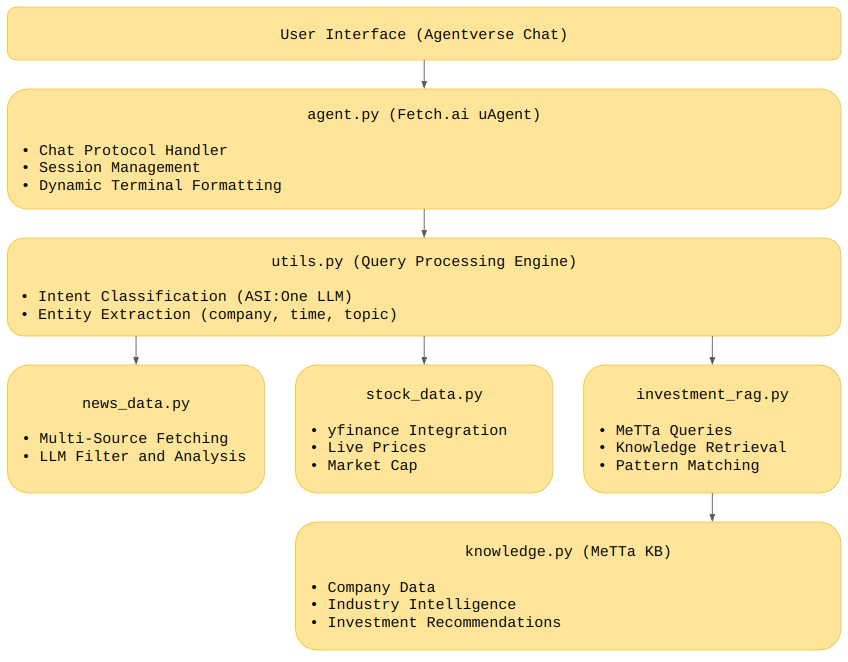 User Interface (Agentverse Chat)
agent.py (Fetch.ai uAgent)
• Chat Protocol Handler
• Session Management
• Dynamic Terminal Formatting
utils.py (Query Processing Engine)
• Intent Classification (ASI:One LLM)
• Entity Extraction (company, time, topic)
news_data.py
• Multi-Source Fetching
• LLM Filter and Analysis
stock_data.py
• yfinance Integration
• Live Prices
• Market Cap
investment_rag.py
• MeTTa Queries
• Knowledge Retrieval
• Pattern Matching
knowledge.py (MeTTa KB)
• Company Data
• Industry Intelligence
• Investment Recommendations